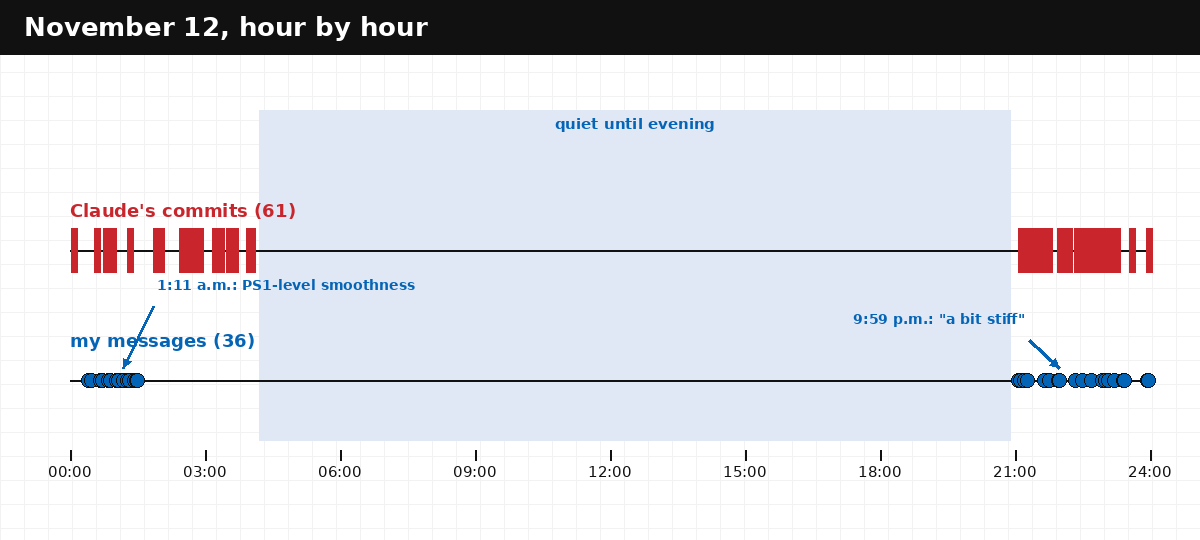 November 12, hour by hour
quiet until evening
Claude's commits (61)
1:11 a.m.: PS1-level smoothness
9:59 p.m.: "a bit stiff"
my messages (36)
00:00 03:00 06:00 09:00 12:00 15:00 18:00 21:00 24:00